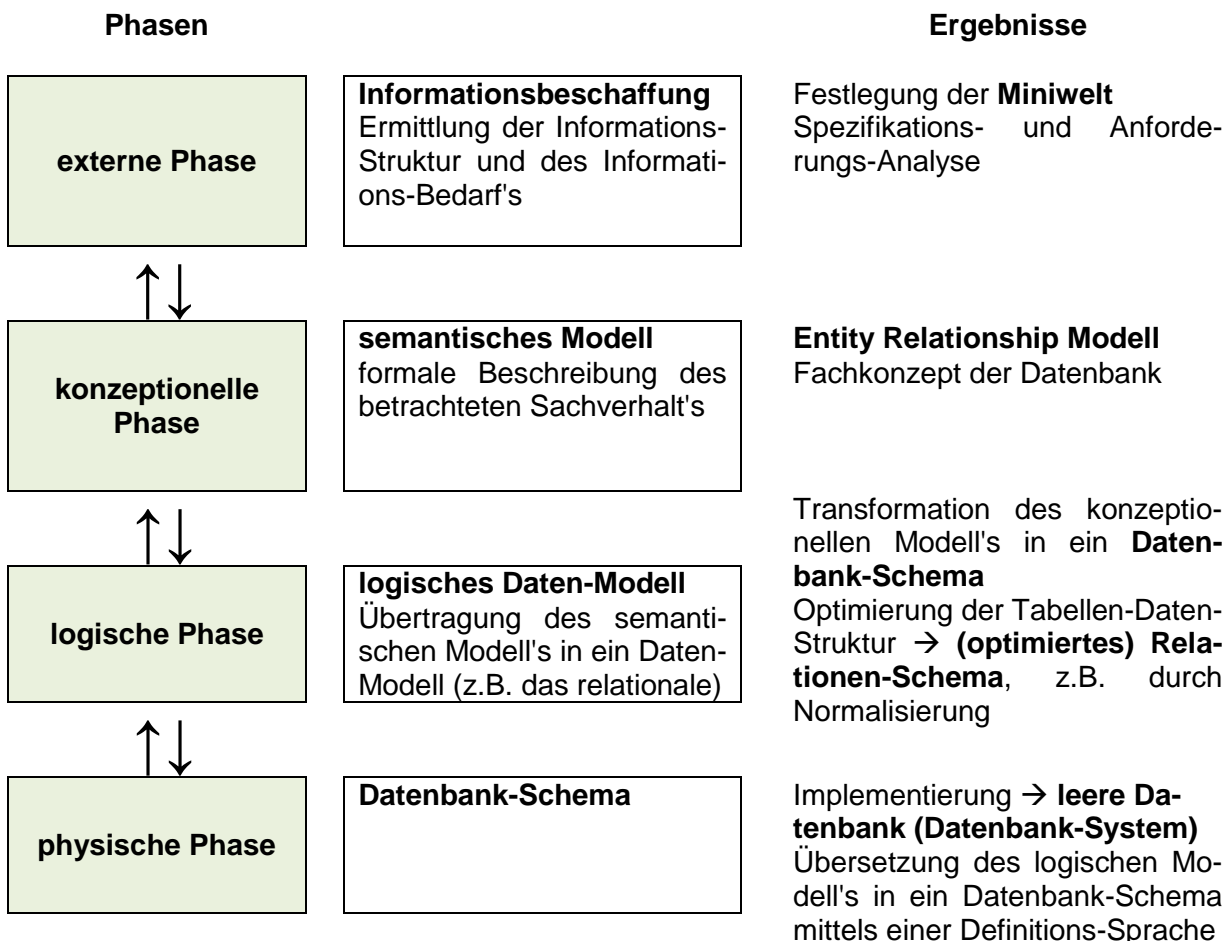 Phasen
Ergebnisse
externe Phase
Informationsbeschaffung
Ermittlung der Informations-
Struktur und des Informati-
ons-Bedarf's
Festlegung der Miniwelt
Spezifikations- und Anforde-
rungs-Analyse
↑↓
konzeptionelle
Phase
semantisches Modell
formale Beschreibung des
betrachteten Sachverhalt's
Entity Relationship Modell
Fachkonzept der Datenbank
↑↓
logische Phase
logisches Daten-Modell
Übertragung des semanti-
schen Modell's in ein Daten-
Modell (z.B. das relationale)
Transformation des konzeptio-
nellen Modell's in ein Daten-
bank-Schema
Optimierung der Tabellen-Daten-
Struktur → (optimiertes) Rela-
tionen-Schema, z.B. durch
Normalisierung
↑↓
physische Phase
Datenbank-Schema
Implementierung → leere Da-
tenbank (Datenbank-System)
Übersetzung des logischen Mo-
dell's in ein Datenbank-Schema
mittels einer Definitions-Sprache